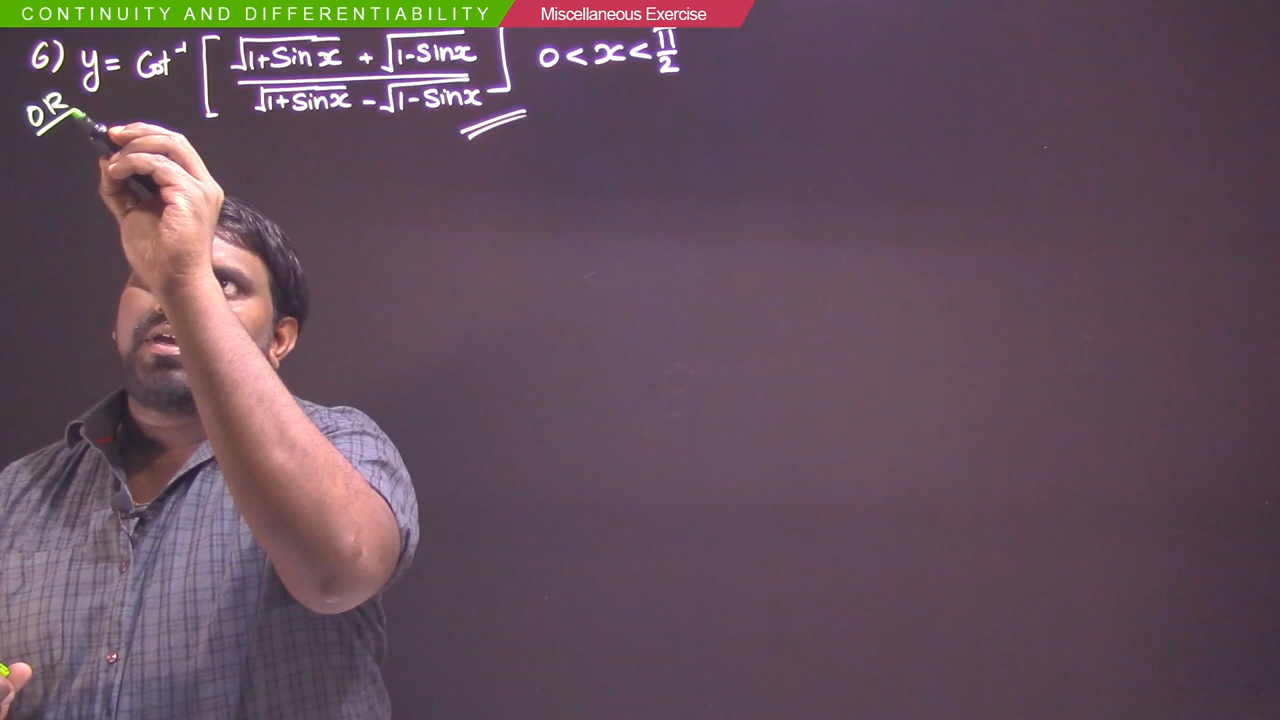 CONTINUITY AND DIFFERENTIABILITY Miscellaneous Exercise
6) y = Cot⁻¹ [ (√1+Sinx + √1-Sinx) / (√1+Sinx - √1-Sinx) ] 0 < x < π/2
OR